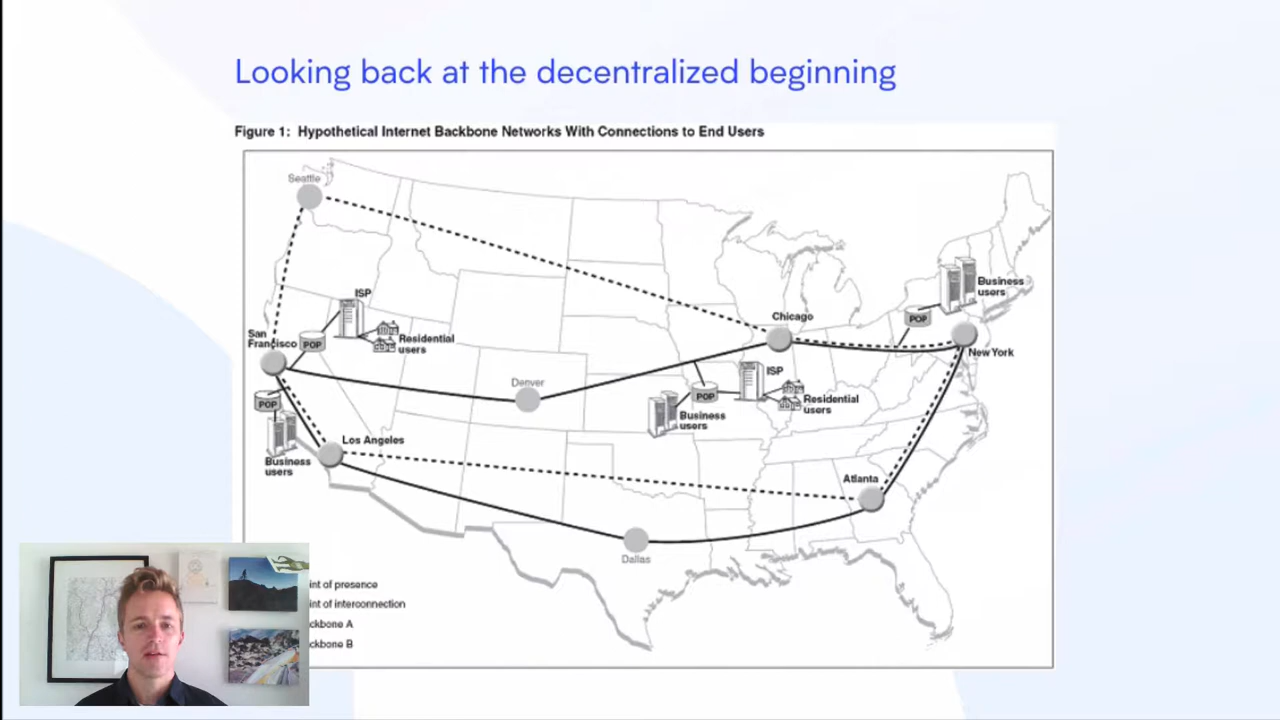 Looking back at the decentralized beginning
Figure 1: Hypothetical Internet Backbone Networks With Connections to End Users
Seattle
ISP
San
Francisco
POP
Residential
users
POP
Business
users
Los Angeles
Denver
Chicago
ISP
POP
Business
users
Residential
users
Business
users
POP
New York
Atlanta
Dallas
int of presence
int of interconnection
ckbone A
ckbone B